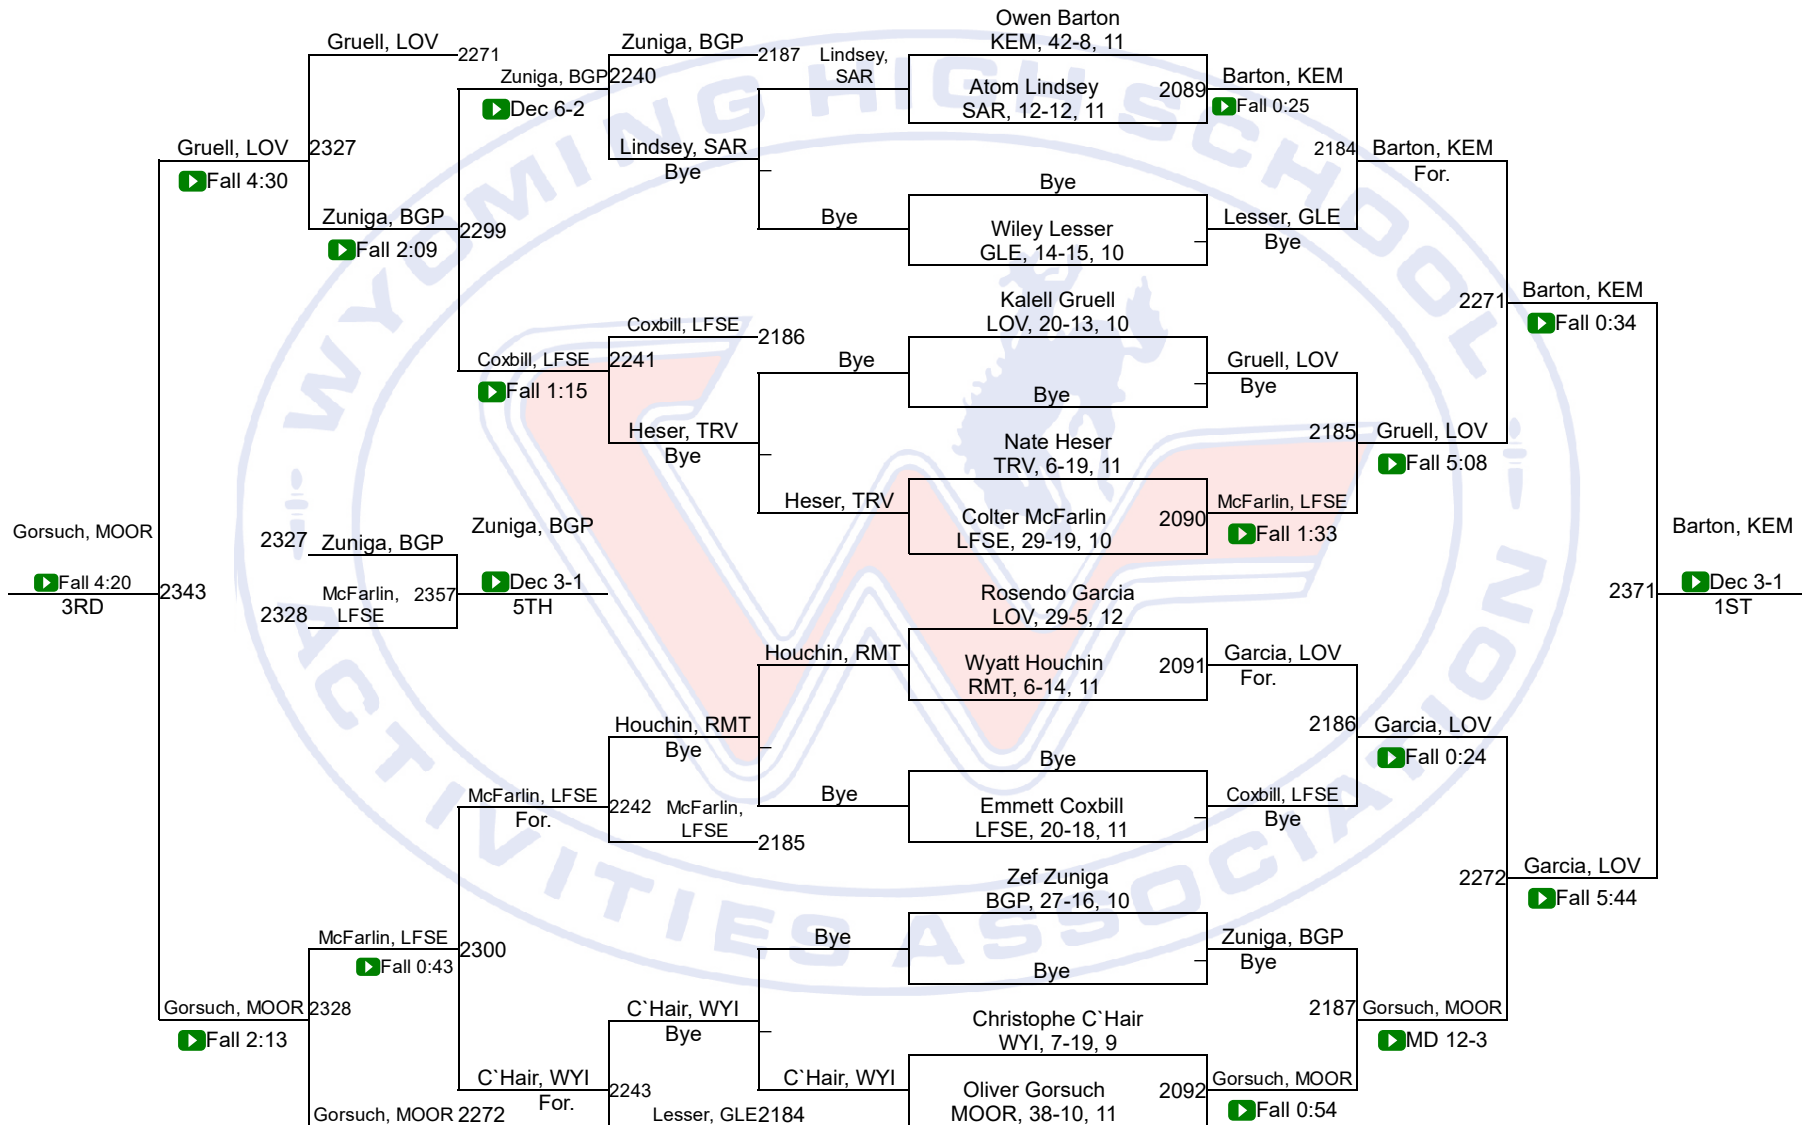 WYOMING HIGH SCHOOL
ACTIVITIES ASSOCIATION
Owen Barton
KEM, 42-8, 11
Atom Lindsey
SAR, 12-12, 11
2089
Barton, KEM
Fall 0:25
Bye
Wiley Lesser
GLE, 14-15, 10
Lesser, GLE
Bye
2184
Barton, KEM
For.
Kalell Gruell
LOV, 20-13, 10
Bye
Gruell, LOV
Bye
Nate Heser
TRV, 6-19, 11
Colter McFarlin
LFSE, 29-19, 10
2090
McFarlin, LFSE
Fall 1:33
2185
Gruell, LOV
Fall 5:08
2271
Barton, KEM
Fall 0:34
Rosendo Garcia
LOV, 29-5, 12
Wyatt Houchin
RMT, 6-14, 11
2091
Garcia, LOV
For.
Bye
Emmett Coxbill
LFSE, 20-18, 11
Coxbill, LFSE
Bye
2186
Garcia, LOV
Fall 0:24
Zef Zuniga
BGP, 27-16, 10
Bye
Zuniga, BGP
Bye
Christophe C`Hair
WYI, 7-19, 9
Oliver Gorsuch
MOOR, 38-10, 11
2092
Gorsuch, MOOR
Fall 0:54
2187
Gorsuch, MOOR
MD 12-3
2272
Garcia, LOV
Fall 5:44
2371
Barton, KEM
Dec 3-1
1ST
Lindsey,
SAR
Bye
Lindsey, SAR
Bye
Zuniga, BGP
2187
2240
Zuniga, BGP
Dec 6-2
Bye
Heser, TRV
Heser, TRV
Bye
Coxbill, LFSE
2186
2241
Coxbill, LFSE
Fall 1:15
2299
Zuniga, BGP
Fall 2:09
Gruell, LOV
2271
2327
Gruell, LOV
Fall 4:30
Houchin, RMT
Bye
Houchin, RMT
Bye
McFarlin,
LFSE
2185
2242
McFarlin, LFSE
For.
Bye
C`Hair, WYI
C`Hair, WYI
Bye
Lesser, GLE
2184
2243
C`Hair, WYI
For.
2300
McFarlin, LFSE
Fall 0:43
Gorsuch, MOOR
2272
2328
Gorsuch, MOOR
Fall 2:13
2343
Gorsuch, MOOR
Fall 4:20
3RD
2327
Zuniga, BGP
2328
McFarlin,
LFSE
2357
Zuniga, BGP
Dec 3-1
5TH